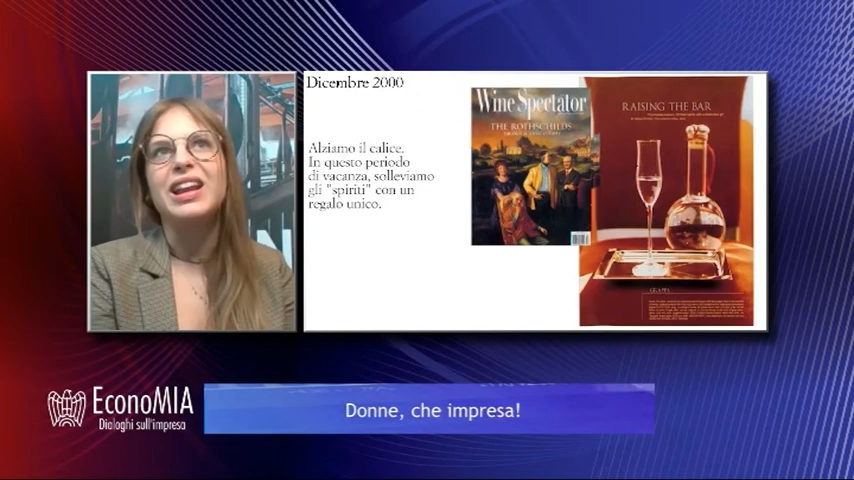 Dicembre 2000
Alziamo il calice.
In questo periodo
di vacanza, solleviamo
gli "spiriti" con un
regalo unico.
Wine Spectator
THE ROTHSCHILDS
RAISING THE BAR
GRAPPA
EconoMIA
Dialoghi sull'impresa
Donne, che impresa!